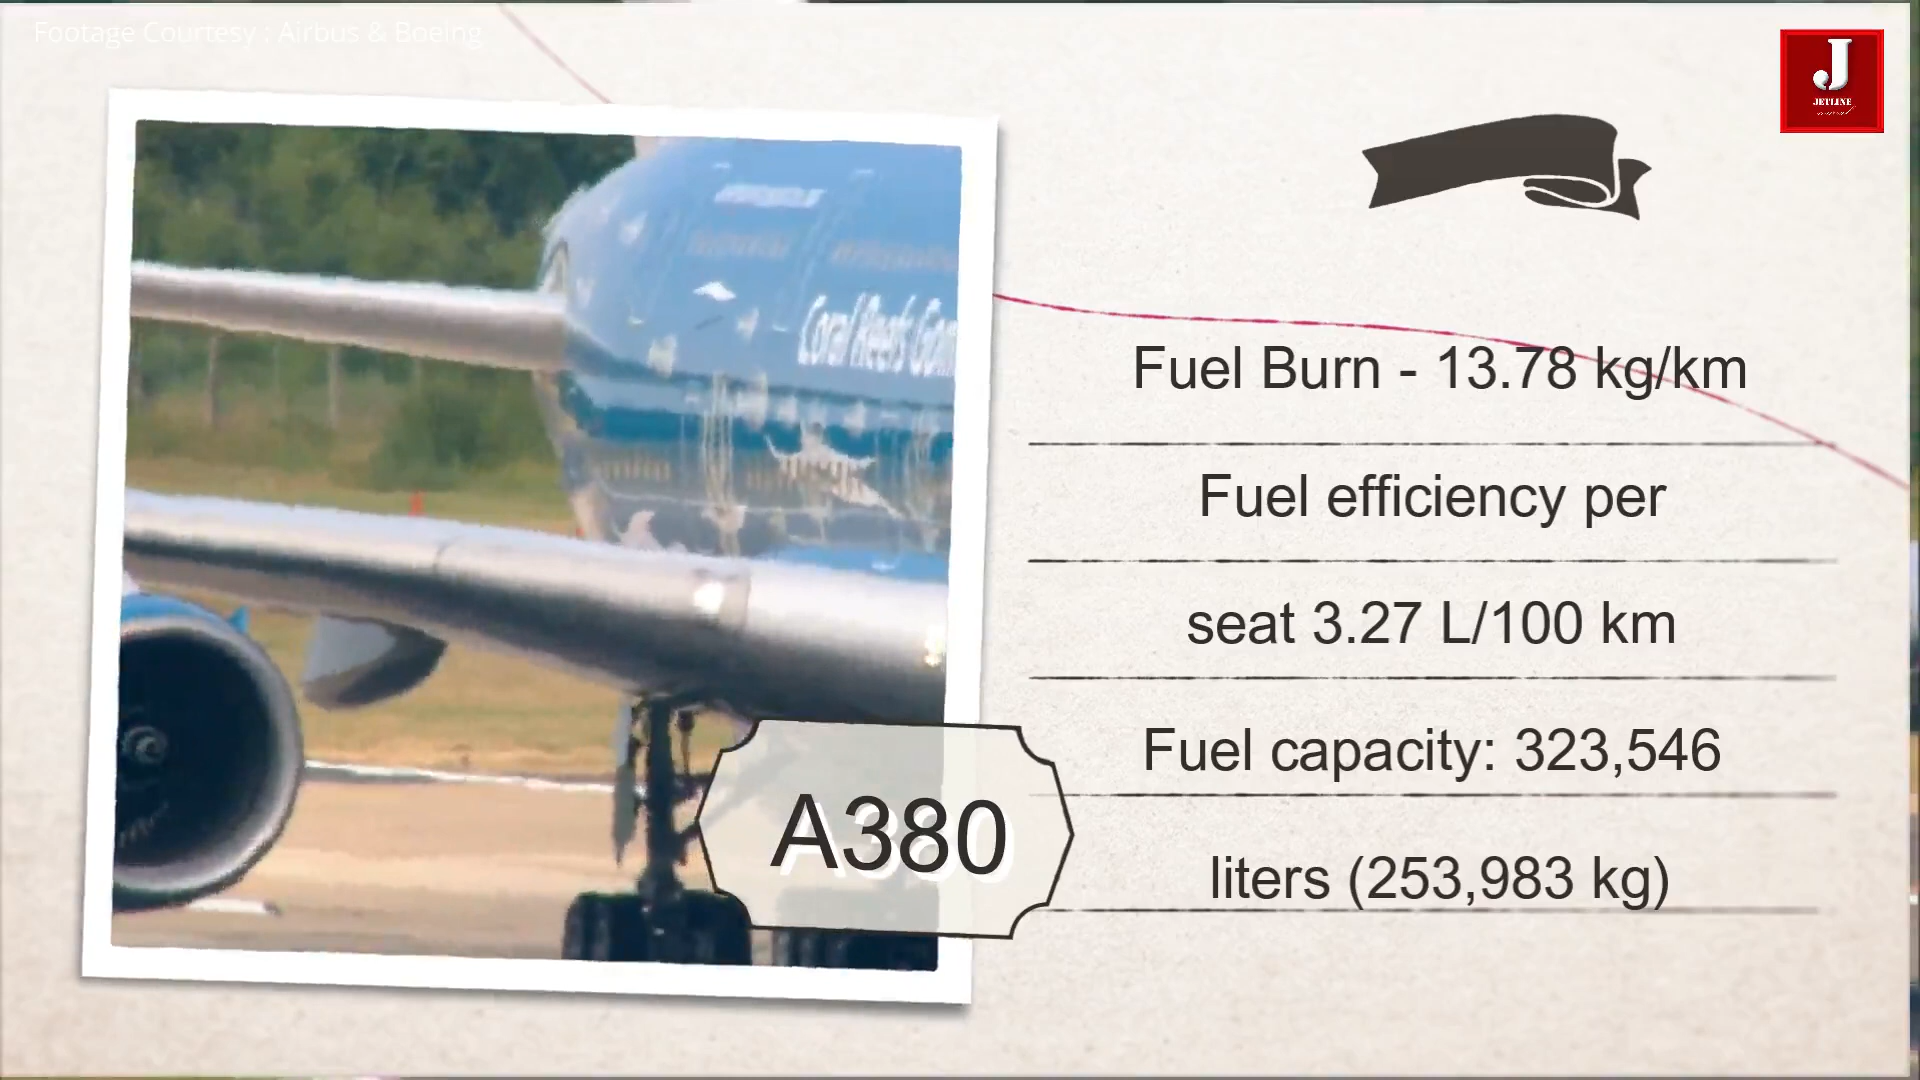 Footage Courtesy ; Airbus & Boeing
J
JETLINE
Coral Reefs
Fuel Burn - 13.78 kg/km
Fuel efficiency per
seat 3.27 L/100 km
Fuel capacity: 323,546
liters (253,983 kg)
A380